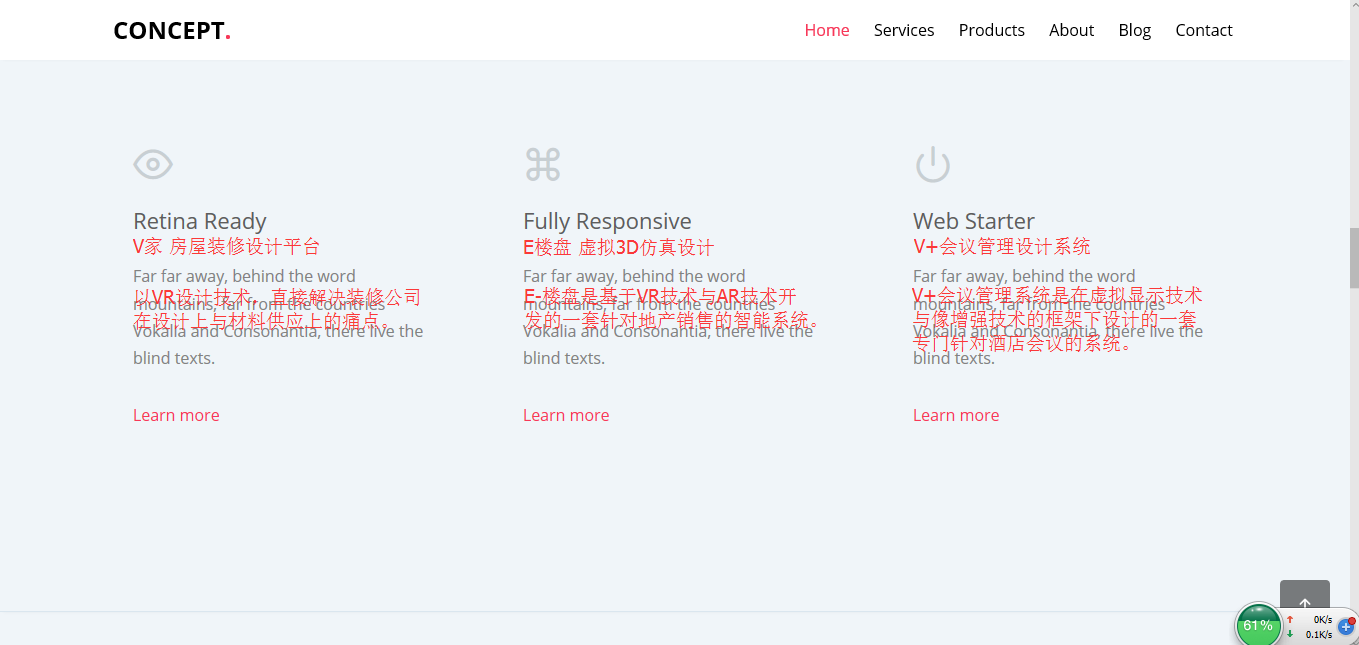 CONCEPT.
Home Services Products About Blog Contact
Retina Ready
V家 房屋装修设计平台
Far far away, behind the word
mountains, far from the countries
Vokalia and Consonantia, there live the
blind texts.
以VR设计技术，直接解决装修公司
在设计上与材料供应上的痛点。
Learn more
Fully Responsive
E楼盘 虚拟3D仿真设计
Far far away, behind the word
mountains, far from the countries
Vokalia and Consonantia, there live the
blind texts.
E-楼盘是基于VR技术与AR技术开
发的一套针对地产销售的智能系统。
Learn more
Web Starter
V+会议管理设计系统
Far far away, behind the word
mountains, far from the countries
Vokalia and Consonantia, there live the
blind texts.
V+会议管理系统是在虚拟显示技术
与像增强技术的框架下设计的一套
专门针对酒店会议的系统。
Learn more
61%
0K/s
0.1K/s